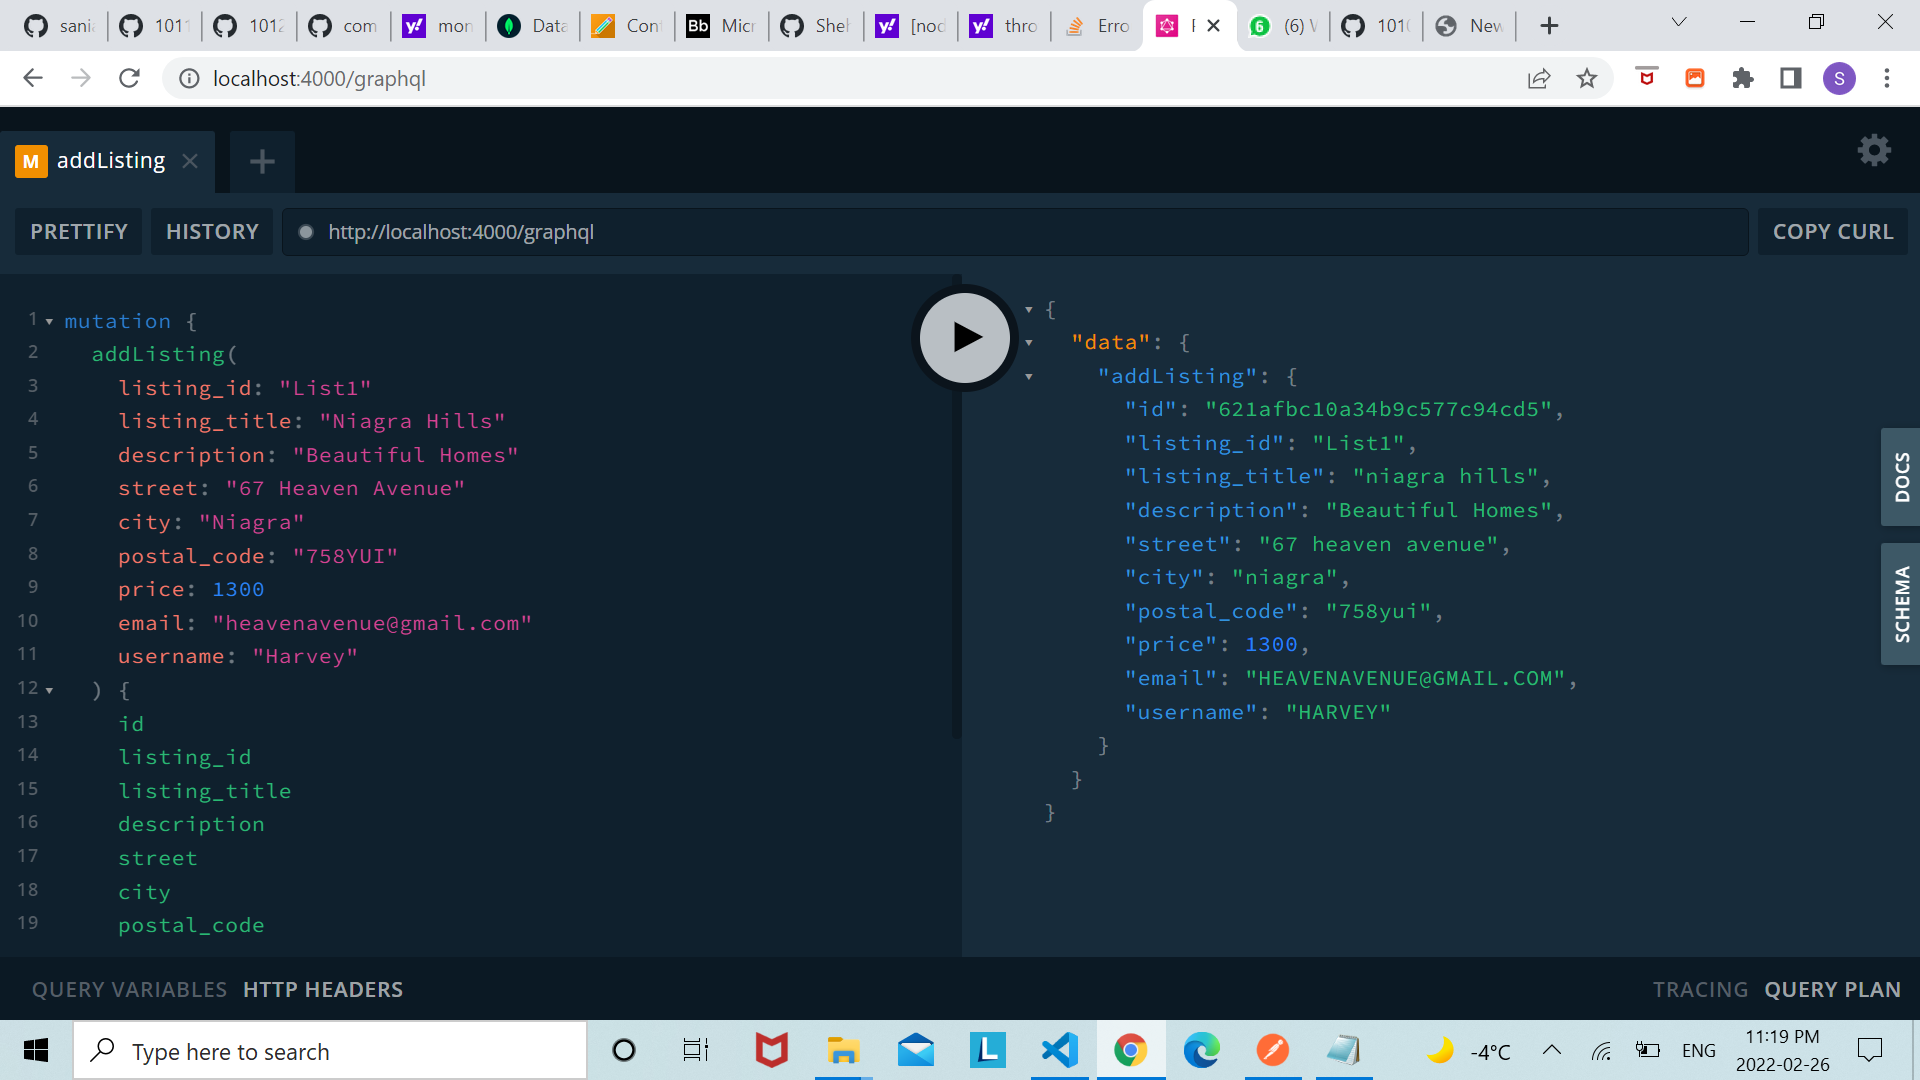 sani 1011 1012 com mon Data Con Bb Micr Shel [nod thro Erro (6) 101 New
localhost:4000/graphql S
M addListing
PRETTIFY HISTORY http://localhost:4000/graphql COPY CURL
1 mutation {
2 addListing(
3 listing_id: "List1"
4 listing_title: "Niagra Hills"
5 description: "Beautiful Homes"
6 street: "67 Heaven Avenue"
7 city: "Niagra"
8 postal_code: "758YUI"
9 price: 1300
10 email: "heavenavenue@gmail.com"
11 username: "Harvey"
12 ) {
13 id
14 listing_id
15 listing_title
16 description
17 street
18 city
19 postal_code
{
"data": {
"addListing": {
"id": "621afbc10a34b9c577c94cd5",
"listing_id": "List1",
"listing_title": "niagra hills",
"description": "Beautiful Homes",
"street": "67 heaven avenue",
"city": "niagra",
"postal_code": "758yui",
"price": 1300,
"email": "HEAVENAVENUE@GMAIL.COM",
"username": "HARVEY"
}
}
}
DOCS
SCHEMA
QUERY VARIABLES HTTP HEADERS TRACING QUERY PLAN
Type here to search -4°C ENG 11:19 PM
2022-02-26